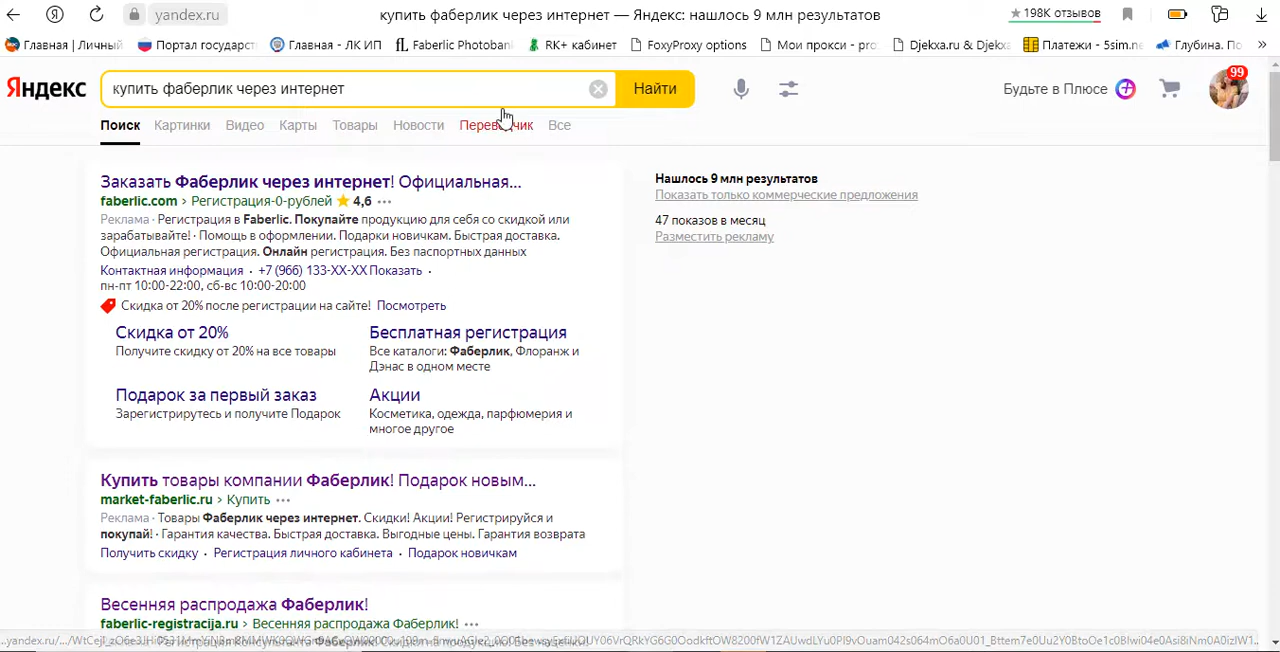 yandex.ru
купить фаберлик через интернет — Яндекс: нашлось 9 млн результатов
198K отзывов
Главная | Личный
Портал государст
Главная - ЛК ИП
Faberlic Photoban
RK+ кабинет
FoxyProxy options
Мои прокси - pro
Djekxa.ru & Djekx
Платежи - 5sim.ne
Глубина. По
»
Яндекс
купить фаберлик через интернет
Найти
Будьте в Плюсе
99
Поиск Картинки Видео Карты Товары Новости Все
Заказать Фаберлик через интернет! Официальная...
faberlic.com › Регистрация-0-рублей 4,6
Реклама · Регистрация в Faberlic. Покупайте продукцию для себя со скидкой или
зарабатывайте! · Помощь в оформлении. Подарки новичкам. Быстрая доставка.
Официальная регистрация. Онлайн регистрация. Без паспортных данных
Контактная информация · +7 (966) 133-XX-XX Показать ·
пн-пт 10:00-22:00, сб-вс 10:00-20:00
Скидка от 20% после регистрации на сайте! Посмотреть
Скидка от 20%
Получите скидку от 20% на все товары
Бесплатная регистрация
Все каталоги: Фаберлик, Флоранж и
Дэнас в одном месте
Подарок за первый заказ
Зарегистрирутесь и получите Подарок
Акции
Косметика, одежда, парфюмерия и
многое другое
Купить товары компании Фаберлик! Подарок новым...
market-faberlic.ru › Купить
Реклама · Товары Фаберлик через интернет. Скидки! Акции! Регистрируйся и
покупай! · Гарантия качества. Быстрая доставка. Выгодные цены. Гарантия возврата
Получить скидку · Регистрация личного кабинета · Подарок новичкам
Весенняя распродажа Фаберлик!
faberlic-registracija.ru › Весенняя распродажа Фаберлик!
Нашлось 9 млн результатов
Показать только коммерческие предложения
47 показов в месяц
Разместить рекламу